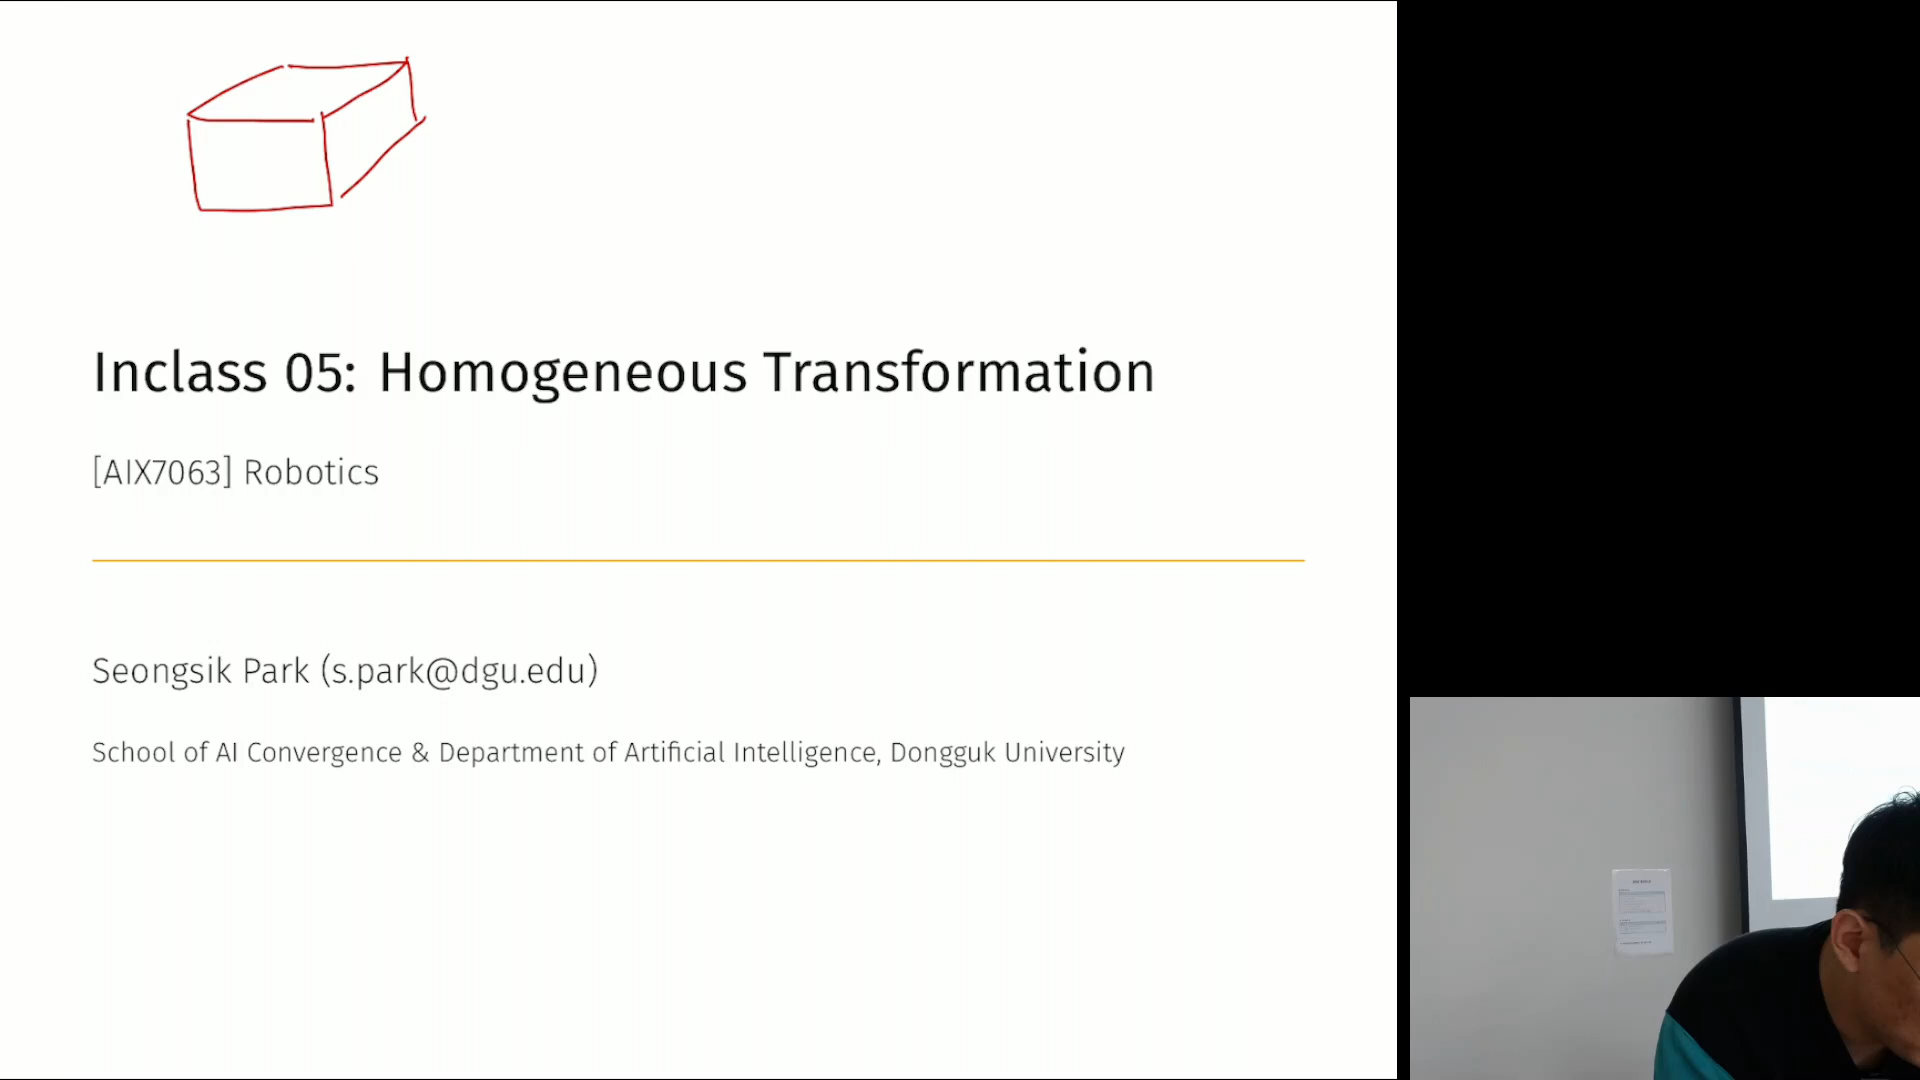 Inclass 05: Homogeneous Transformation
[AIX7063] Robotics
Seongsik Park (s.park@dgu.edu)
School of AI Convergence & Department of Artificial Intelligence, Dongguk University